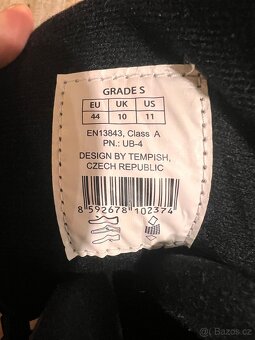 GRADE S
EU UK US
44 10 11
EN13843, Class A
PN.: UB-4
DESIGN BY TEMPISH,
CZECH REPUBLIC
8 592678 102374
Bazos.cz